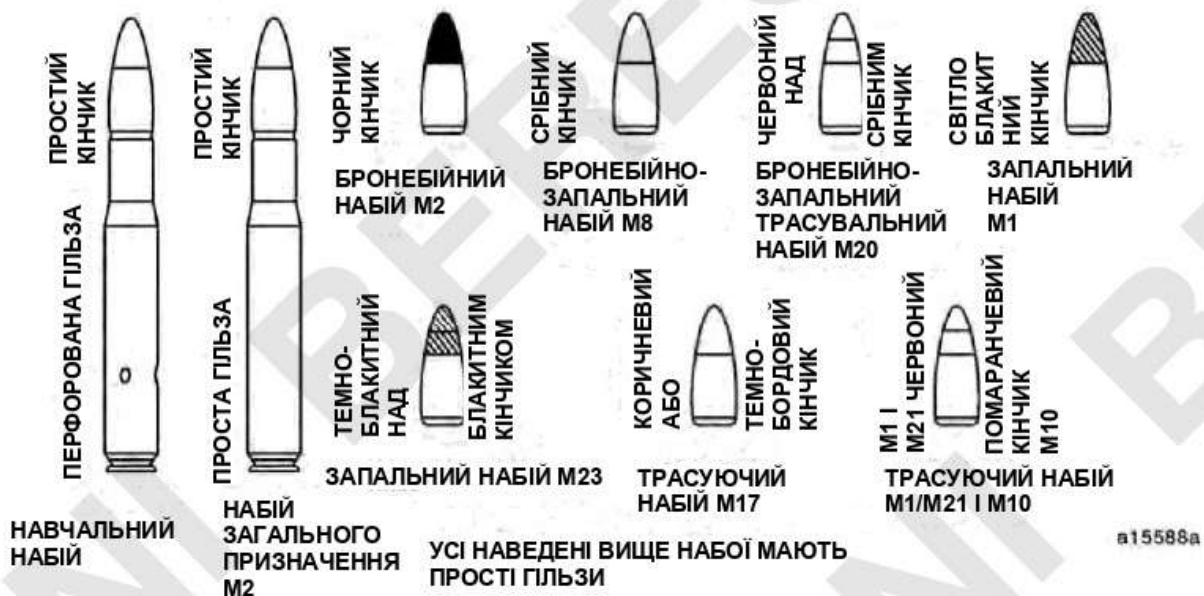 ПРОСТИЙ
КІНЧИК
ПЕРФОРОВАНА ГІЛЬЗА
НАВЧАЛЬНИЙ
НАБІЙ
ПРОСТИЙ
КІНЧИК
ПРОСТА ГІЛЬЗА
НАБІЙ
ЗАГАЛЬНОГО
ПРИЗНАЧЕННЯ
М2
ЧОРНИЙ
КІНЧИК
БРОНЕБІЙНИЙ
НАБІЙ М2
СРІБНИЙ
КІНЧИК
БРОНЕБІЙНО-
ЗАПАЛЬНИЙ
НАБІЙ М8
ЧЕРВОНИЙ
НАД
СРІБНИМ
КІНЧИК
БРОНЕБІЙНО-
ЗАПАЛЬНИЙ
ТРАСУВАЛЬНИЙ
НАБІЙ М20
СВІТЛО
БЛАКИТ
НИЙ
КІНЧИК
ЗАПАЛЬНИЙ
НАБІЙ
М1
ТЕМНО-
БЛАКИТНИЙ
НАД
БЛАКИТНИМ
КІНЧИКОМ
ЗАПАЛЬНИЙ НАБІЙ М23
КОРИЧНЕВИЙ
АБО
ТЕМНО-
БОРДОВИЙ
КІНЧИК
ТРАСУЮЧИЙ
НАБІЙ М17
М1 І
М21 ЧЕРВОНИЙ
ПОМАРАНЧЕВИЙ
КІНЧИК
М10
ТРАСУЮЧИЙ НАБІЙ
М1/М21 І М10
УСІ НАВЕДЕНІ ВИЩЕ НАБОЇ МАЮТЬ
ПРОСТІ ГІЛЬЗИ
a15588a